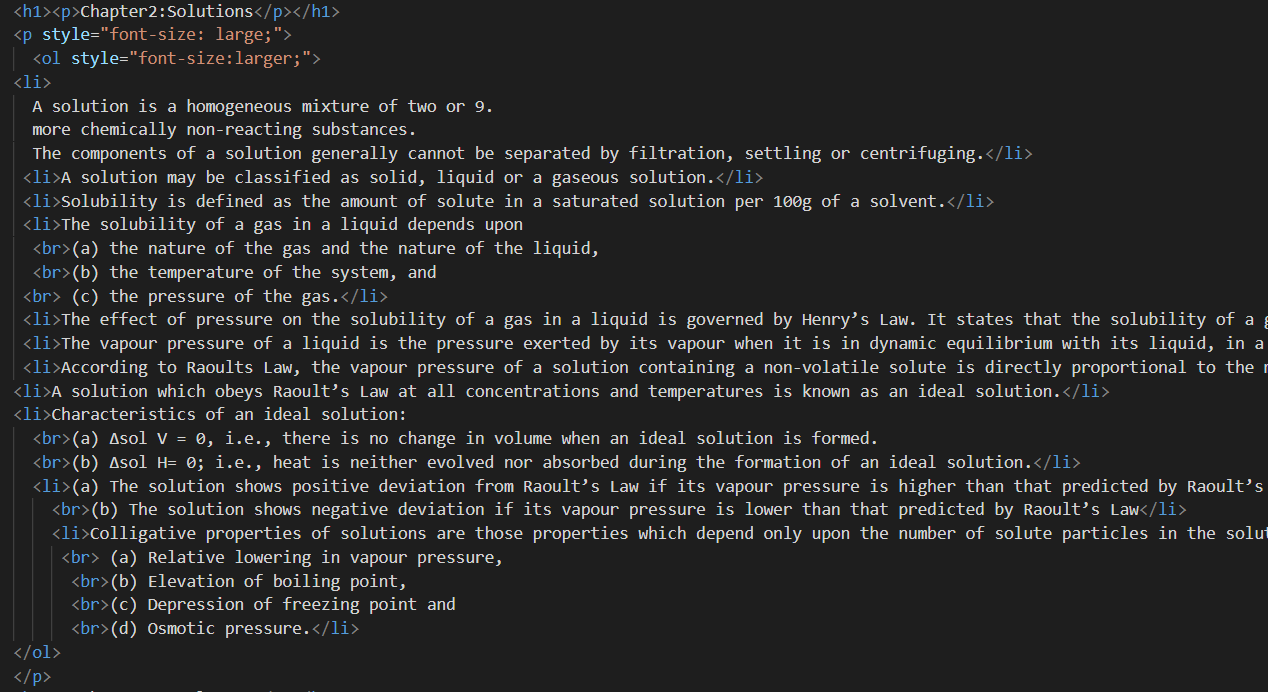 <h1><p>Chapter2:Solutions</p></h1>
<p style="font-size: large;">
<ol style="font-size:larger;">
<li>
A solution is a homogeneous mixture of two or 9.
more chemically non-reacting substances.
The components of a solution generally cannot be separated by filtration, settling or centrifuging.</li>
<li>A solution may be classified as solid, liquid or a gaseous solution.</li>
<li>Solubility is defined as the amount of solute in a saturated solution per 100g of a solvent.</li>
<li>The solubility of a gas in a liquid depends upon
<br>(a) the nature of the gas and the nature of the liquid,
<br>(b) the temperature of the system, and
<br> (c) the pressure of the gas.</li>
<li>The effect of pressure on the solubility of a gas in a liquid is governed by Henry’s Law. It states that the solubility of a
<li>The vapour pressure of a liquid is the pressure exerted by its vapour when it is in dynamic equilibrium with its liquid, in a
<li>According to Raoults Law, the vapour pressure of a solution containing a non-volatile solute is directly proportional to the
<li>A solution which obeys Raoult’s Law at all concentrations and temperatures is known as an ideal solution.</li>
<li>Characteristics of an ideal solution:
<br>(a) Δsol V = 0, i.e., there is no change in volume when an ideal solution is formed.
<br>(b) Δsol H= 0; i.e., heat is neither evolved nor absorbed during the formation of an ideal solution.</li>
<li>(a) The solution shows positive deviation from Raoult’s Law if its vapour pressure is higher than that predicted by Raoult’s
<br>(b) The solution shows negative deviation if its vapour pressure is lower than that predicted by Raoult’s Law</li>
<li>Colligative properties of solutions are those properties which depend only upon the number of solute particles in the solut
<br> (a) Relative lowering in vapour pressure,
<br>(b) Elevation of boiling point,
<br>(c) Depression of freezing point and
<br>(d) Osmotic pressure.</li>
</ol>
</p>